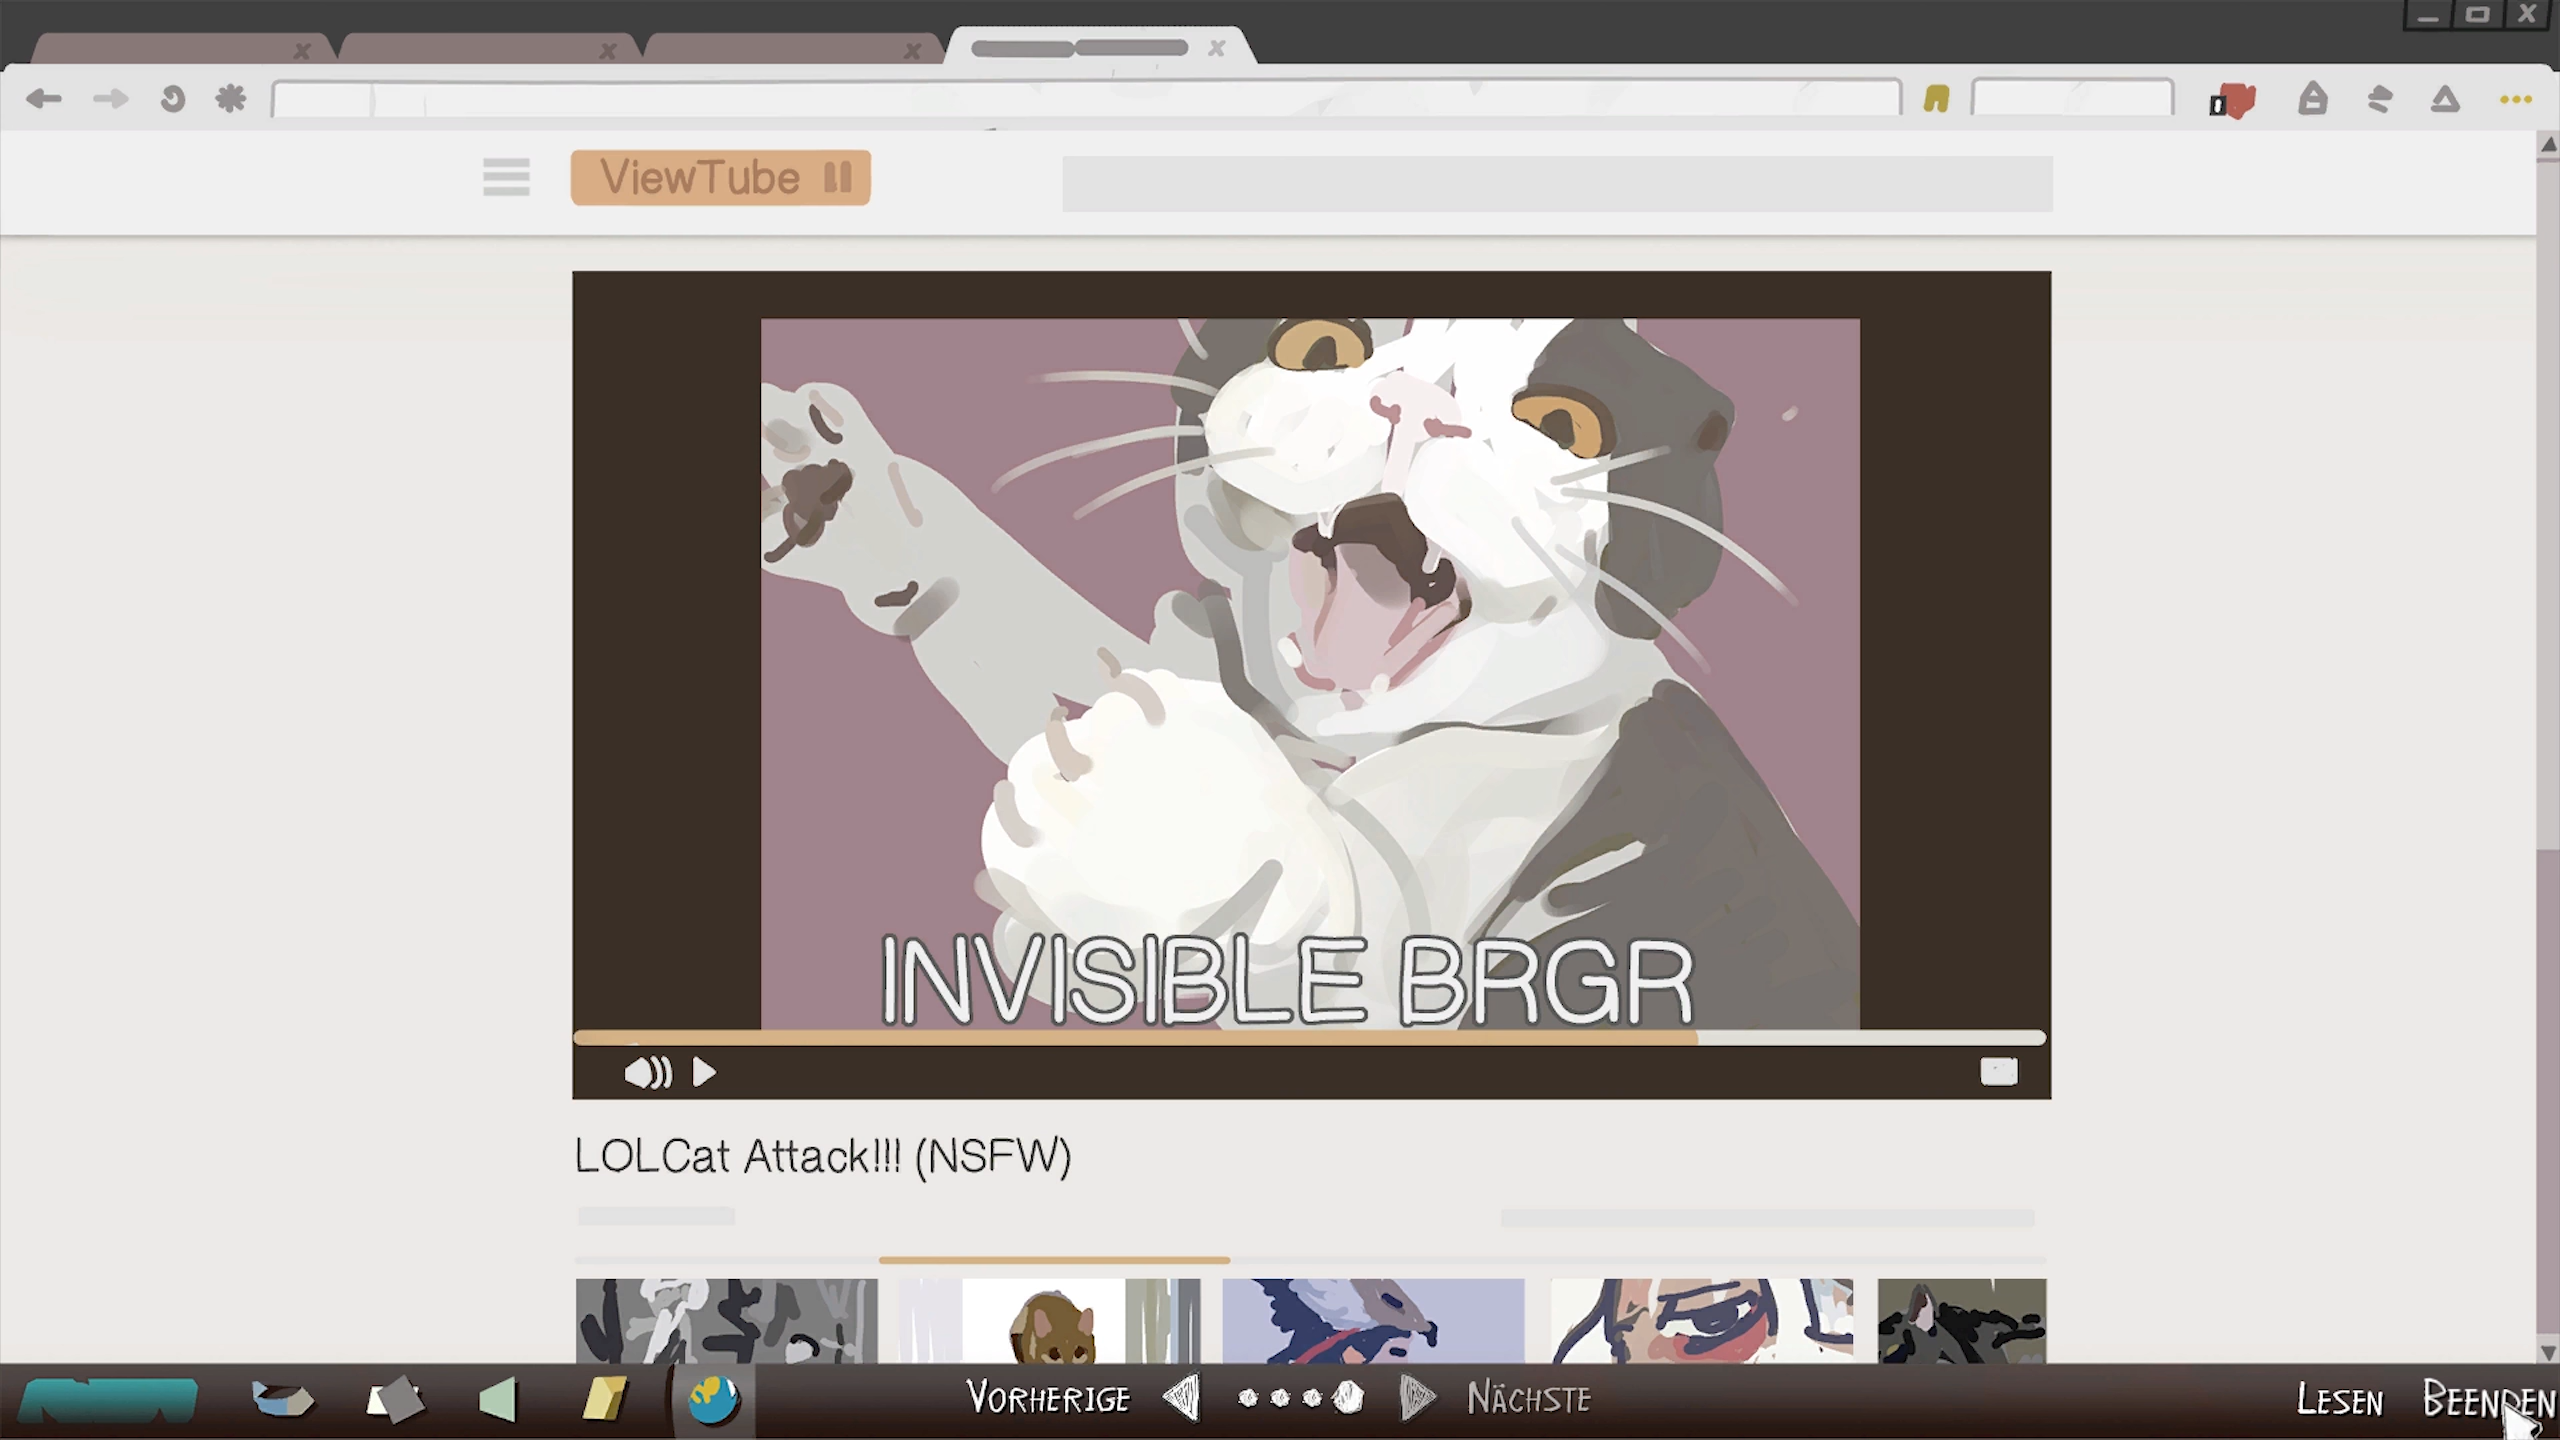 ViewTube
INVISIBLE BRGR
LOLCat Attack!!! (NSFW)
VORHERIGE NÄCHSTE LESEN BEENDEN